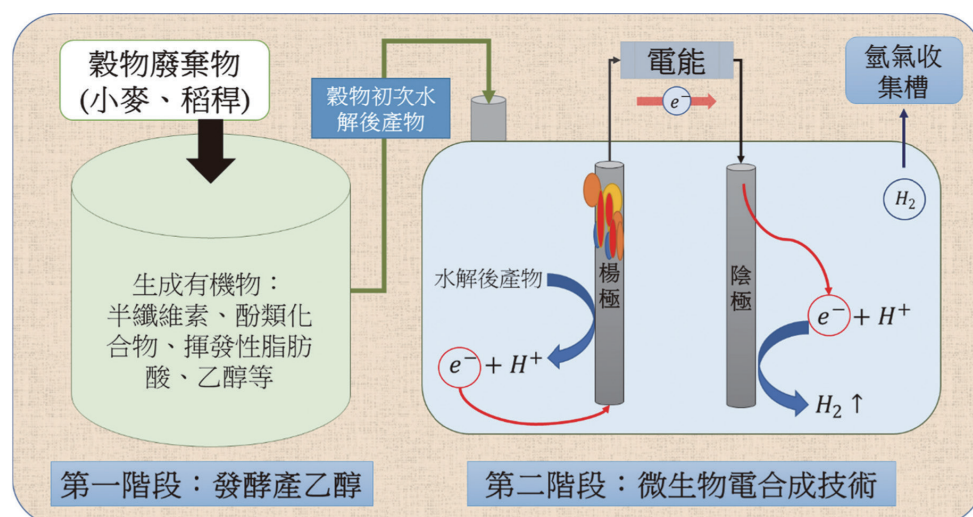 穀物廢棄物
(小麥、稻稈)
穀物初次水
解後產物
電能
e⁻
氫氣收
集槽
H₂
生成有機物：
半纖維素、酚類化
合物、揮發性脂肪
酸、乙醇等
水解後產物
楊極
陰極
e⁻ + H⁺
e⁻ + H⁺
H₂ ↑
第一階段：發酵產乙醇
第二階段：微生物電合成技術